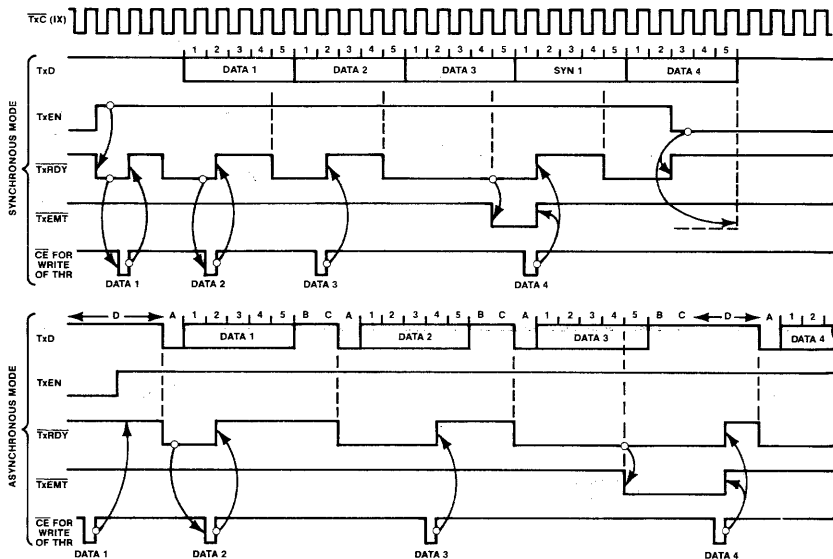 TxC (IX)
1 2 3 4 5 1 2 3 4 5 1 2 3 4 5 1 2 3 4 5 1 2 3 4 5
TxD
DATA 1 DATA 2 DATA 3 SYN 1 DATA 4
TxEN
SYNCHRONOUS MODE
TxRDY
TxEMT
CE FOR
WRITE
OF THR
DATA 1 DATA 2 DATA 3 DATA 4
D A 1 2 3 4 5 B C A 1 2 3 4 5 B C A 1 2 3 4 5 B C D A 1 2
TxD
DATA 1 DATA 2 DATA 3 DATA 4
TxEN
ASYNCHRONOUS MODE
TxRDY
TxEMT
CE FOR
WRITE
OF THR
DATA 1 DATA 2 DATA 3 DATA 4